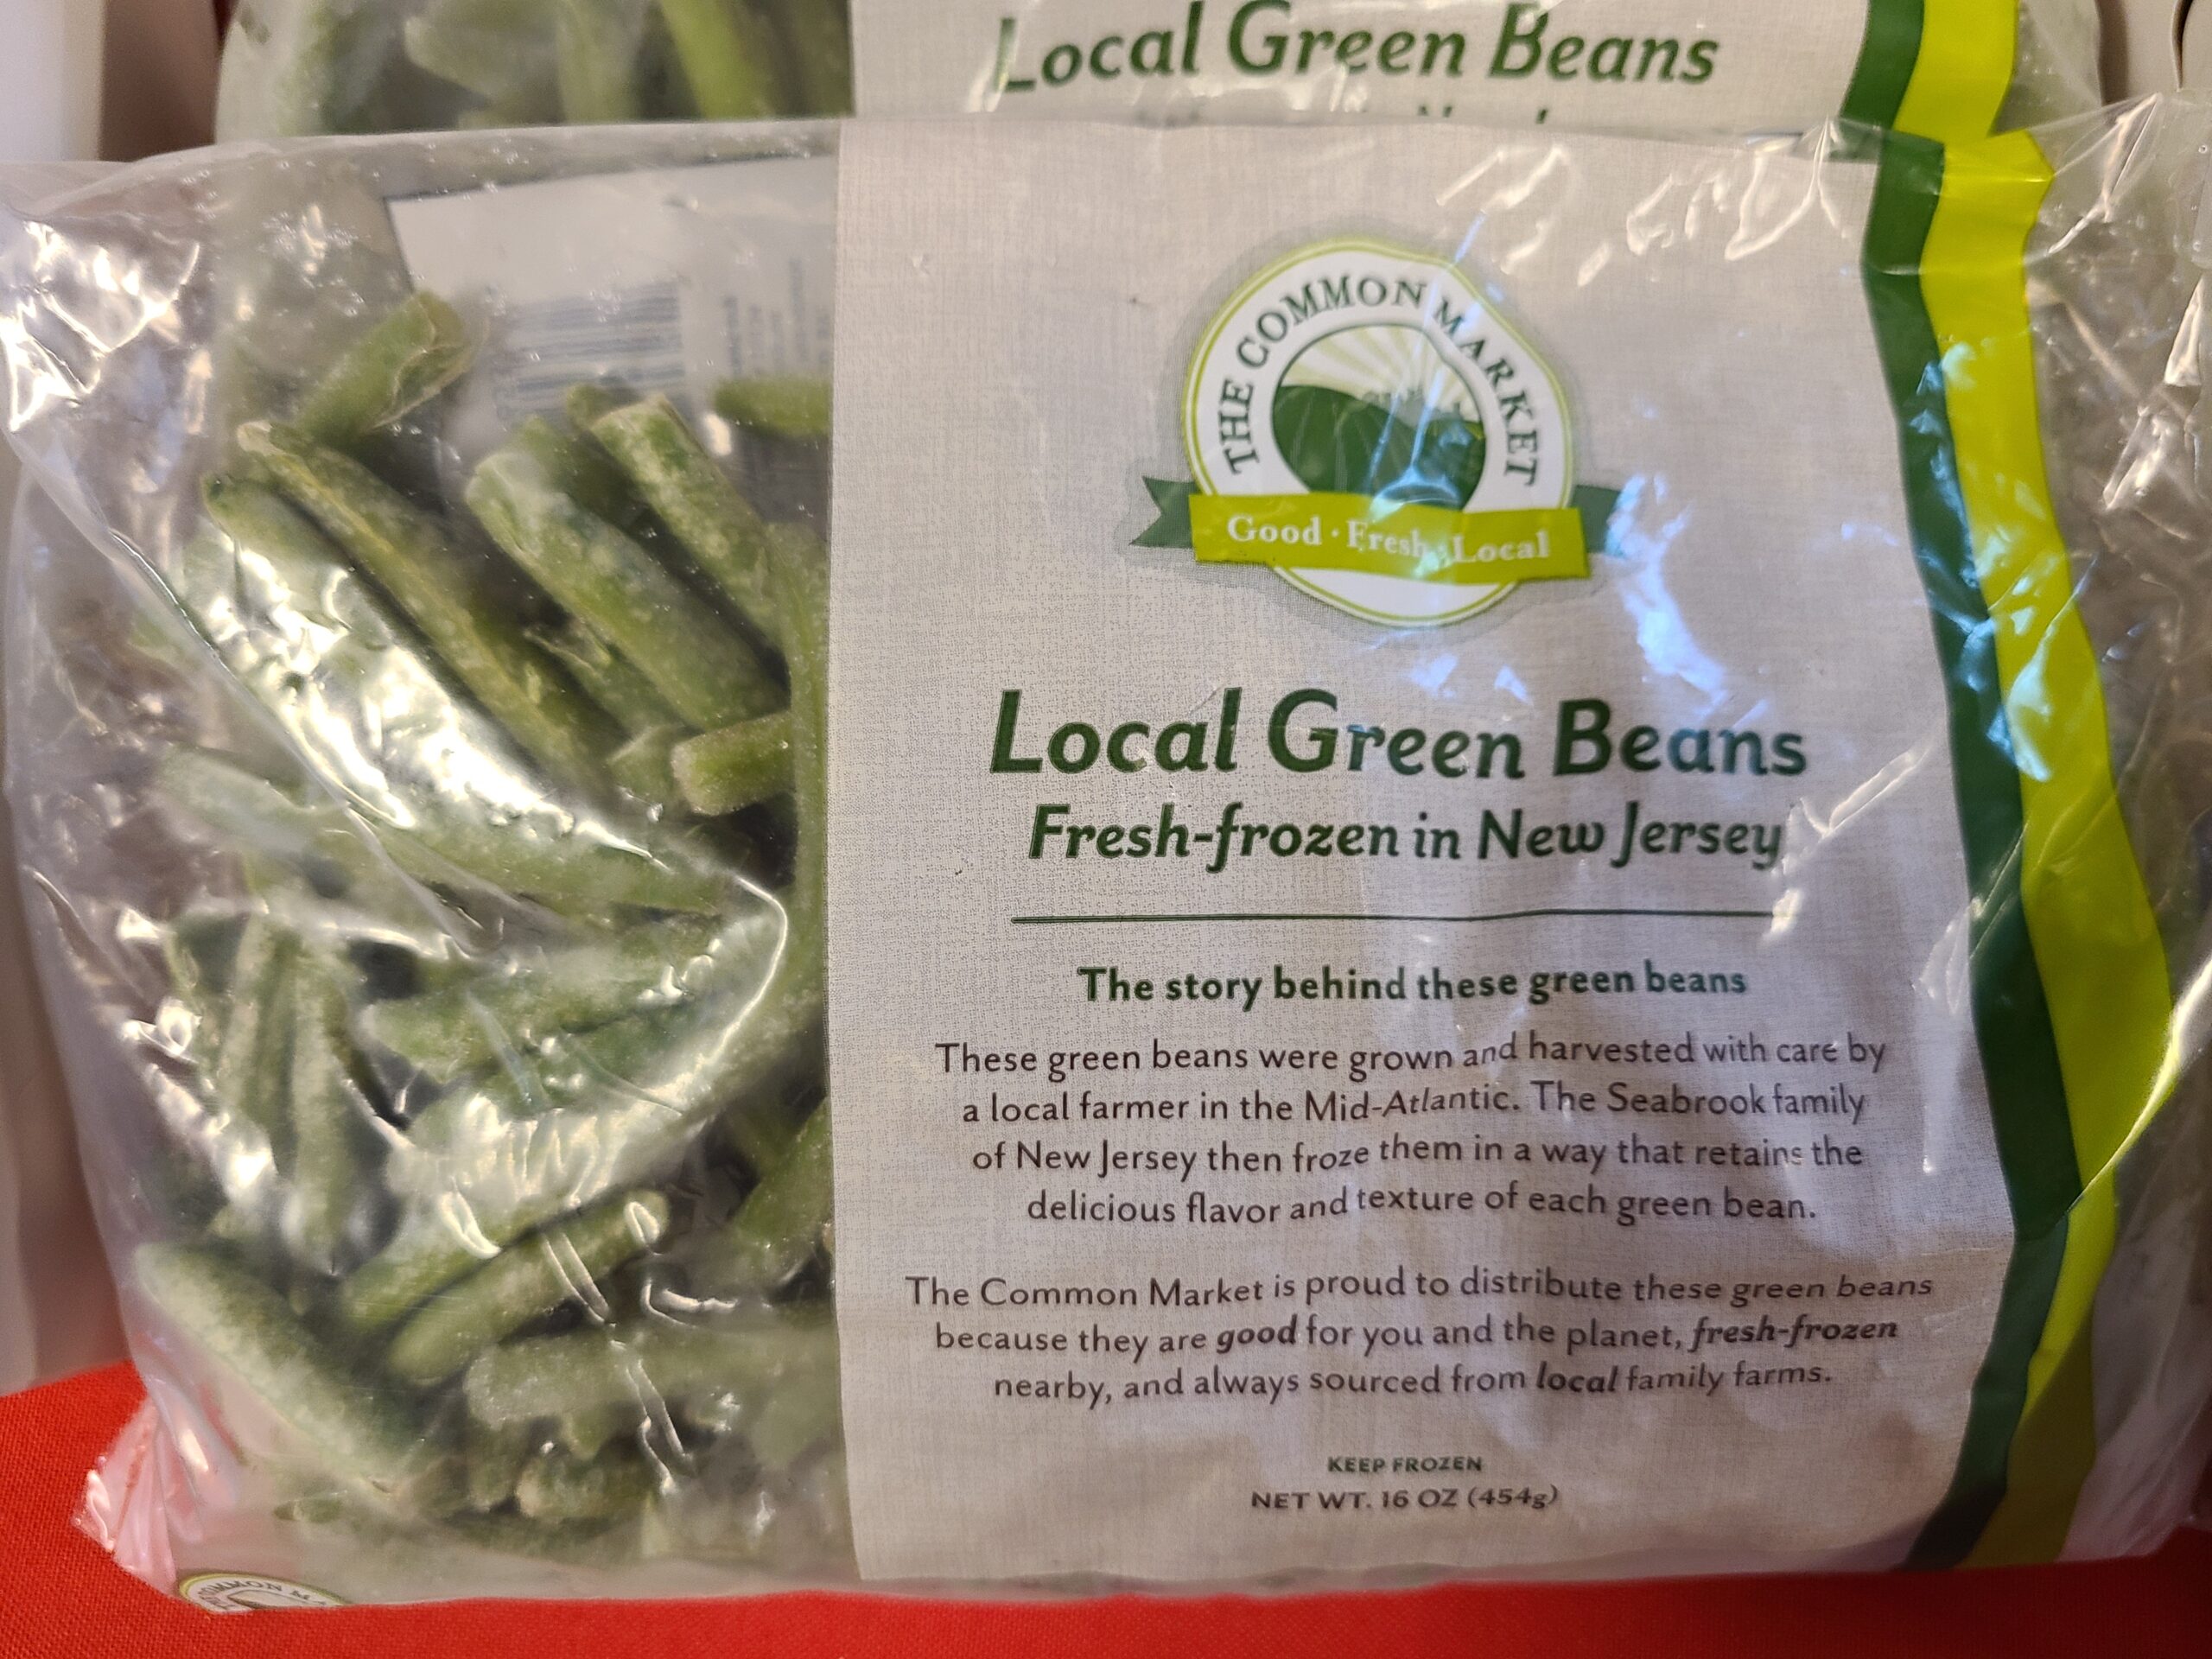 Local Green Beans
THE COMMON MARKET
Good · Fresh · Local
Local Green Beans
Fresh-frozen in New Jersey
The story behind these green beans
These green beans were grown and harvested with care by
a local farmer in the Mid-Atlantic. The Seabrook family
of New Jersey then froze them in a way that retains the
delicious flavor and texture of each green bean.
The Common Market is proud to distribute these green beans
because they are good for you and the planet, fresh-frozen
nearby, and always sourced from local family farms.
KEEP FROZEN
NET WT. 16 OZ (454g)
COMMON